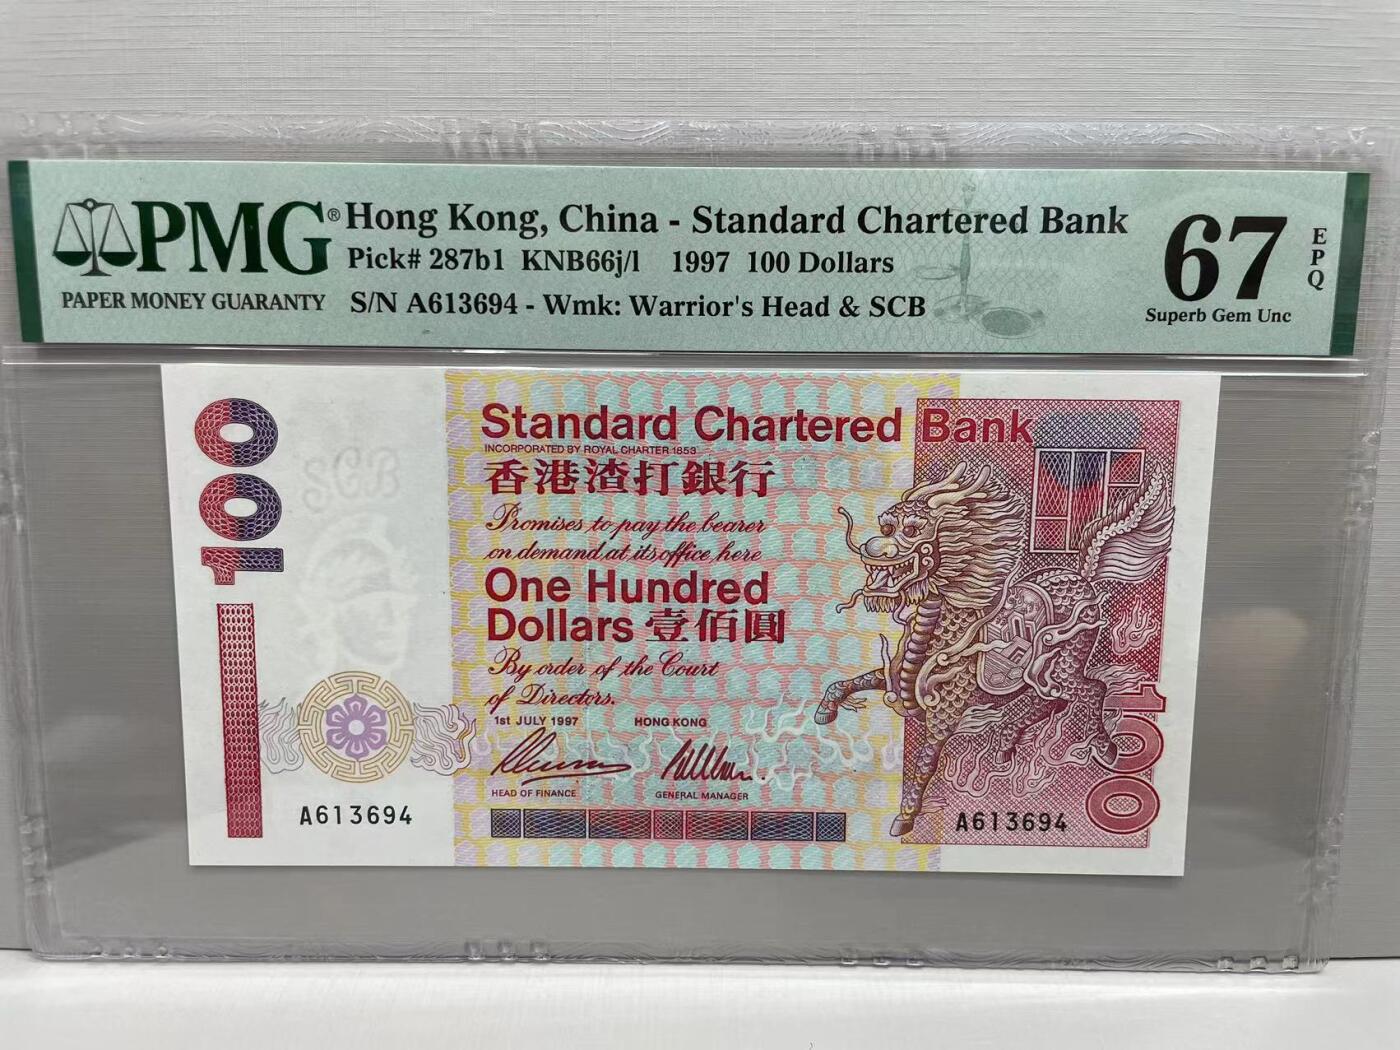 PMG®
PAPER MONEY GUARANTY
Hong Kong, China - Standard Chartered Bank
Pick# 287b1 KNB66j/l 1997 100 Dollars
S/N A613694 - Wmk: Warrior's Head & SCB
67
Superb Gem Unc
EPQ
100
SCB
Standard Chartered Bank
INCORPORATED BY ROYAL CHARTER 1853
香港渣打銀行
Promises to pay the bearer
on demand at its office here
One Hundred
Dollars 壹佰圓
By order of the Court
of Directors.
1st JULY 1997 HONG KONG
HEAD OF FINANCE GENERAL MANAGER
A613694
A613694
100